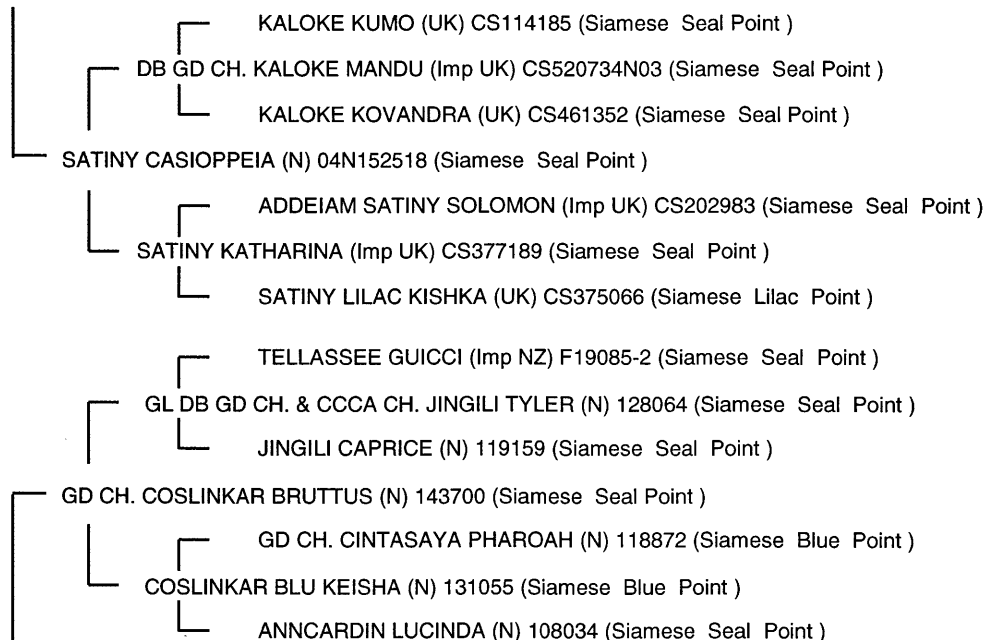 KALOKE KUMO (UK) CS114185 (Siamese Seal Point )
DB GD CH. KALOKE MANDU (Imp UK) CS520734N03 (Siamese Seal Point )
KALOKE KOVANDRA (UK) CS461352 (Siamese Seal Point )
SATINY CASIOPPEIA (N) 04N152518 (Siamese Seal Point )
ADDEIAM SATINY SOLOMON (Imp UK) CS202983 (Siamese Seal Point )
SATINY KATHARINA (Imp UK) CS377189 (Siamese Seal Point )
SATINY LILAC KISHKA (UK) CS375066 (Siamese Lilac Point )
TELLASSEE GUICCI (Imp NZ) F19085-2 (Siamese Seal Point )
GL DB GD CH. & CCCA CH. JINGILI TYLER (N) 128064 (Siamese Seal Point )
JINGILI CAPRICE (N) 119159 (Siamese Seal Point )
GD CH. COSLINKAR BRUTTUS (N) 143700 (Siamese Seal Point )
GD CH. CINTASAYA PHAROAH (N) 118872 (Siamese Blue Point )
COSLINKAR BLU KEISHA (N) 131055 (Siamese Blue Point )
ANNCARDIN LUCINDA (N) 108034 (Siamese Seal Point )